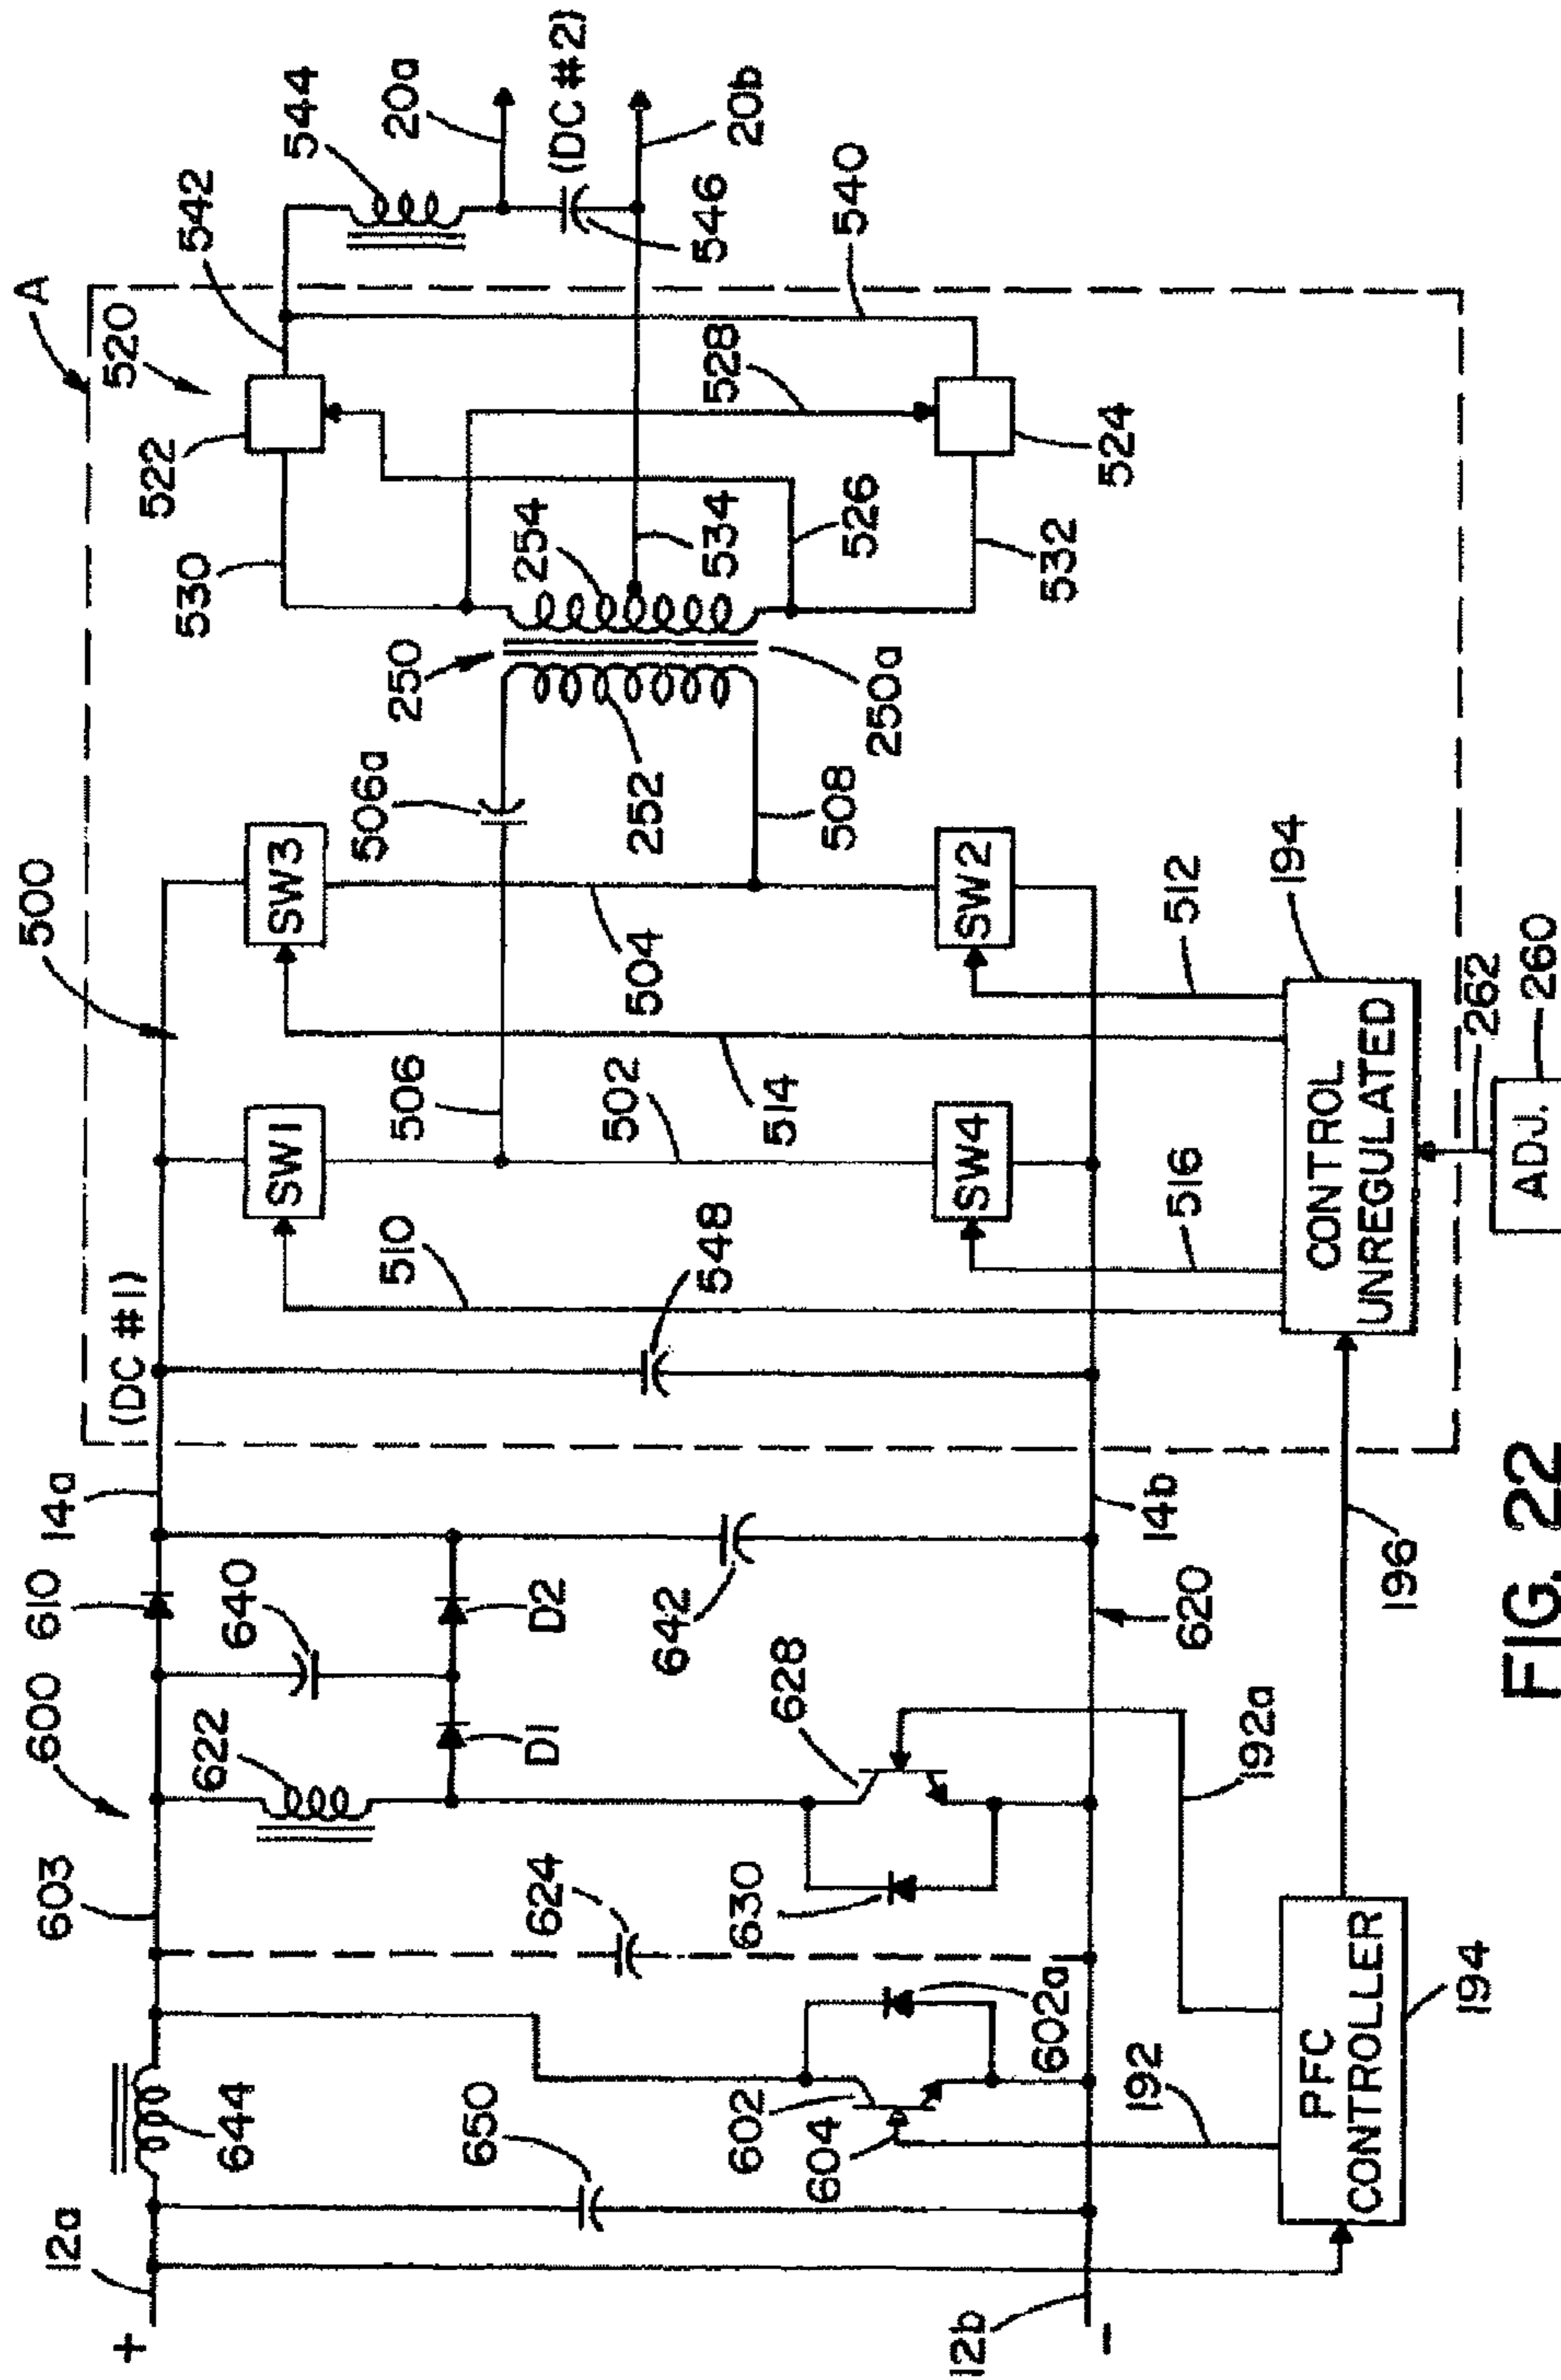 A
500
(DC #1)
14a
600
610
603
12a
+
644
622
640
650
624
D1
D2
642
628
630
602
602a
604
620
14b
12b
-
192
192a
PFC
CONTROLLER
194
196
548
510
516
514
512
506
502
504
SW1
SW3
SW4
SW2
506a
252
508
250
250a
254
534
530
522
520
542
544
20a
(DC #2)
20b
546
528
526
540
532
524
CONTROL
UNREGULATED
194
262
ADJ.
260
FIG. 22